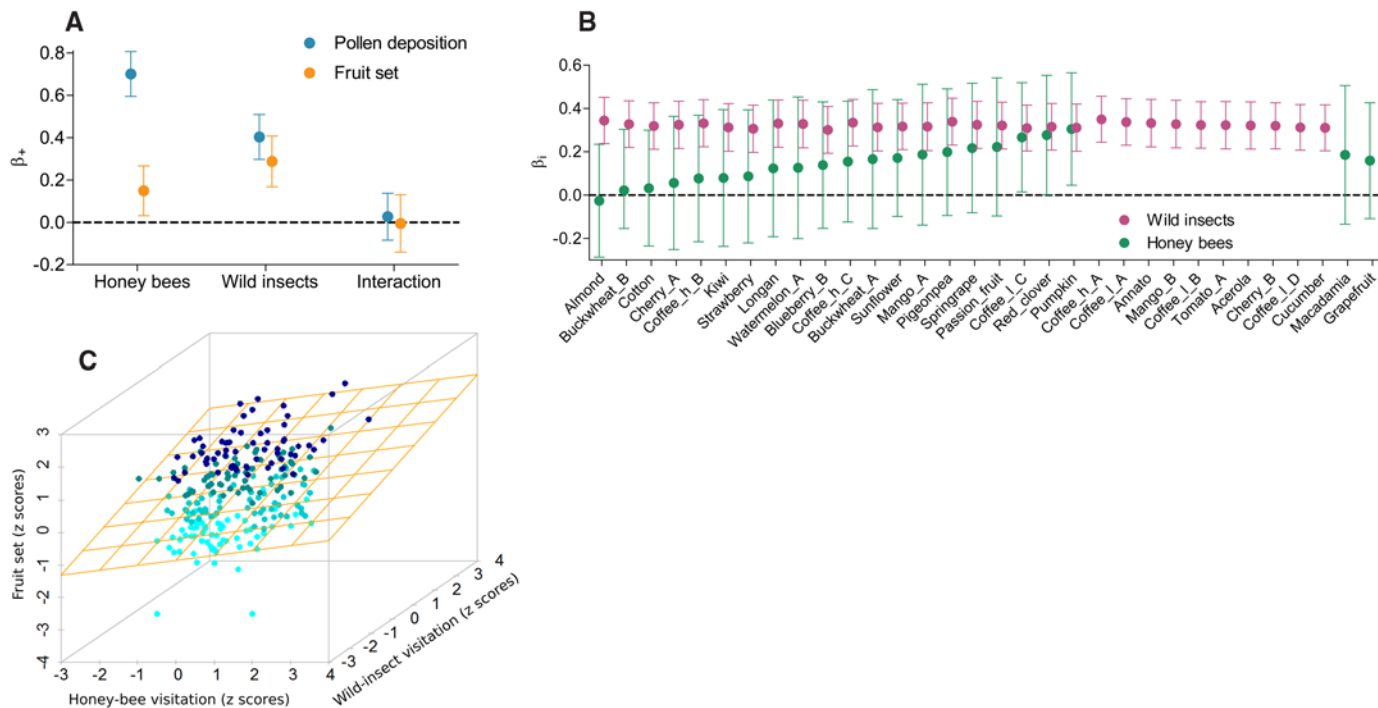 A
Pollen deposition
Fruit set
β+
0.8
0.6
0.4
0.2
0.0
-0.2
Honey bees
Wild insects
Interaction
B
βi
0.6
0.4
0.2
0.0
-0.2
Wild insects
Honey bees
Almond
Buckwheat_B
Cotton
Cherry_A
Coffee_h_B
Kiwi
Strawberry
Longan
Watermelon_A
Blueberry_B
Coffee_h_C
Buckwheat_A
Sunflower
Mango_A
Pigeonpea
Springrape
Passion_fruit
Coffee_l_C
Red_clover
Pumpkin
Coffee_h_A
Coffee_l_A
Annato
Mango_B
Coffee_l_B
Tomato_A
Acerola
Cherry_B
Coffee_l_D
Cucumber
Macadamia
Grapefruit
C
Fruit set (z scores)
3
2
1
0
-1
-2
-3
-4
-3
-2
-1
0
1
2
3
4
Honey-bee visitation (z scores)
-3
-2
-1
0
1
2
3
4
Wild-insect visitation (z scores)